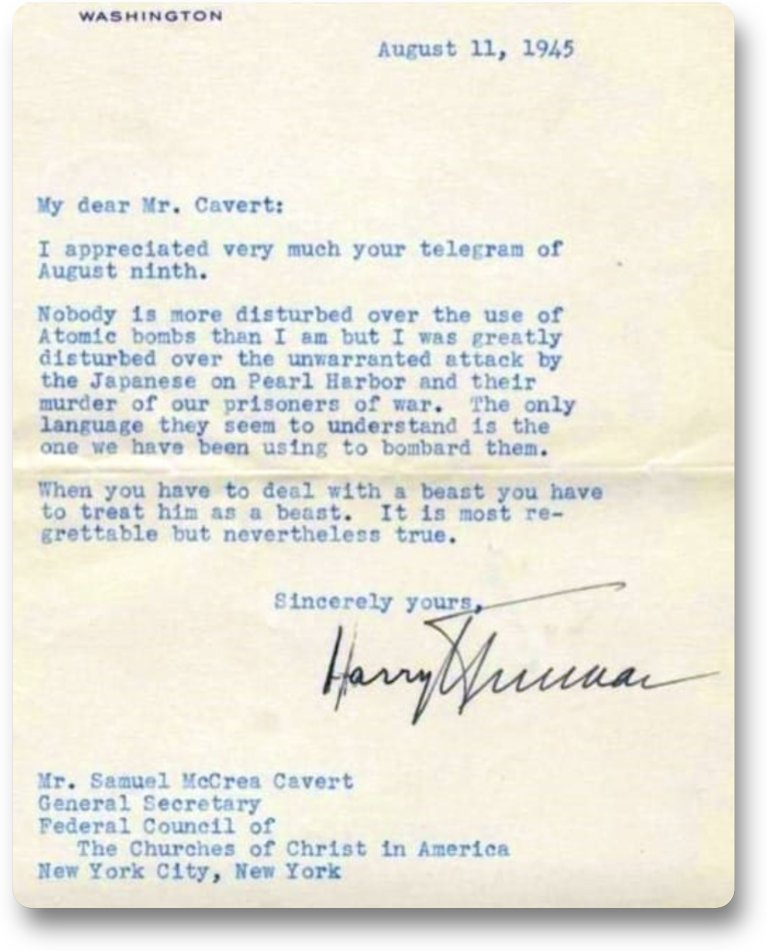 WASHINGTON
August 11, 1945
My dear Mr. Cavert:
I appreciated very much your telegram of
August ninth.
Nobody is more disturbed over the use of
Atomic bombs than I am but I was greatly
disturbed over the unwarranted attack by
the Japanese on Pearl Harbor and their
murder of our prisoners of war. The only
language they seem to understand is the
one we have been using to bombard them.
When you have to deal with a beast you have
to treat him as a beast. It is most re-
grettable but nevertheless true.
Sincerely yours,
Harry Truman
Mr. Samuel McCrea Cavert
General Secretary
Federal Council of
The Churches of Christ in America
New York City, New York